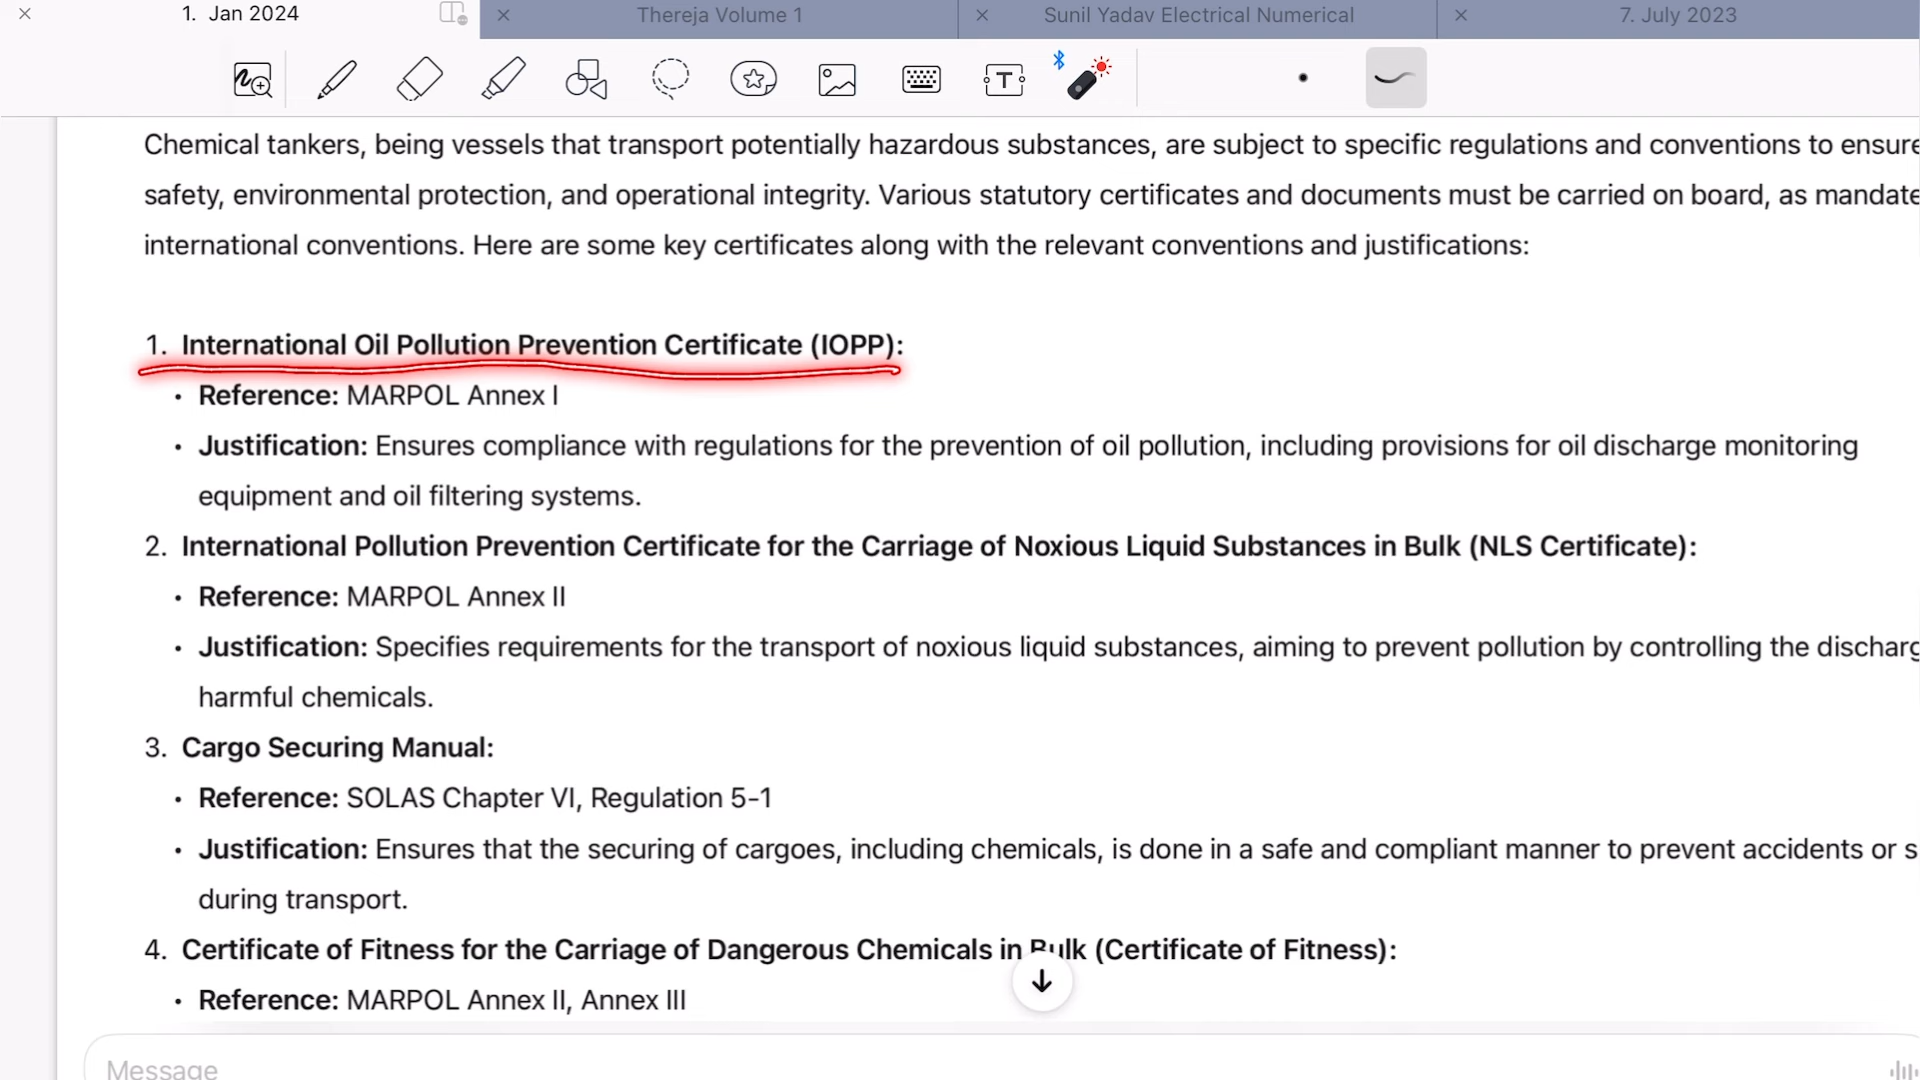 1. Jan 2024
Thereja Volume 1
Sunil Yadav Electrical Numerical
7. July 2023
Chemical tankers, being vessels that transport potentially hazardous substances, are subject to specific regulations and conventions to ensure
safety, environmental protection, and operational integrity. Various statutory certificates and documents must be carried on board, as mandate
international conventions. Here are some key certificates along with the relevant conventions and justifications:
1. International Oil Pollution Prevention Certificate (IOPP):
• Reference: MARPOL Annex I
• Justification: Ensures compliance with regulations for the prevention of oil pollution, including provisions for oil discharge monitoring
equipment and oil filtering systems.
2. International Pollution Prevention Certificate for the Carriage of Noxious Liquid Substances in Bulk (NLS Certificate):
• Reference: MARPOL Annex II
• Justification: Specifies requirements for the transport of noxious liquid substances, aiming to prevent pollution by controlling the discharg
harmful chemicals.
3. Cargo Securing Manual:
• Reference: SOLAS Chapter VI, Regulation 5-1
• Justification: Ensures that the securing of cargoes, including chemicals, is done in a safe and compliant manner to prevent accidents or s
during transport.
4. Certificate of Fitness for the Carriage of Dangerous Chemicals in Bulk (Certificate of Fitness):
• Reference: MARPOL Annex II, Annex III
Message